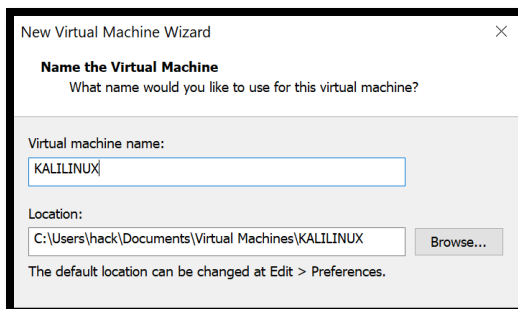 New Virtual Machine Wizard
Name the Virtual Machine
What name would you like to use for this virtual machine?
Virtual machine name:
KALILINUX
Location:
C:\Users\hack\Documents\Virtual Machines\KALILINUX
Browse...
The default location can be changed at Edit > Preferences.